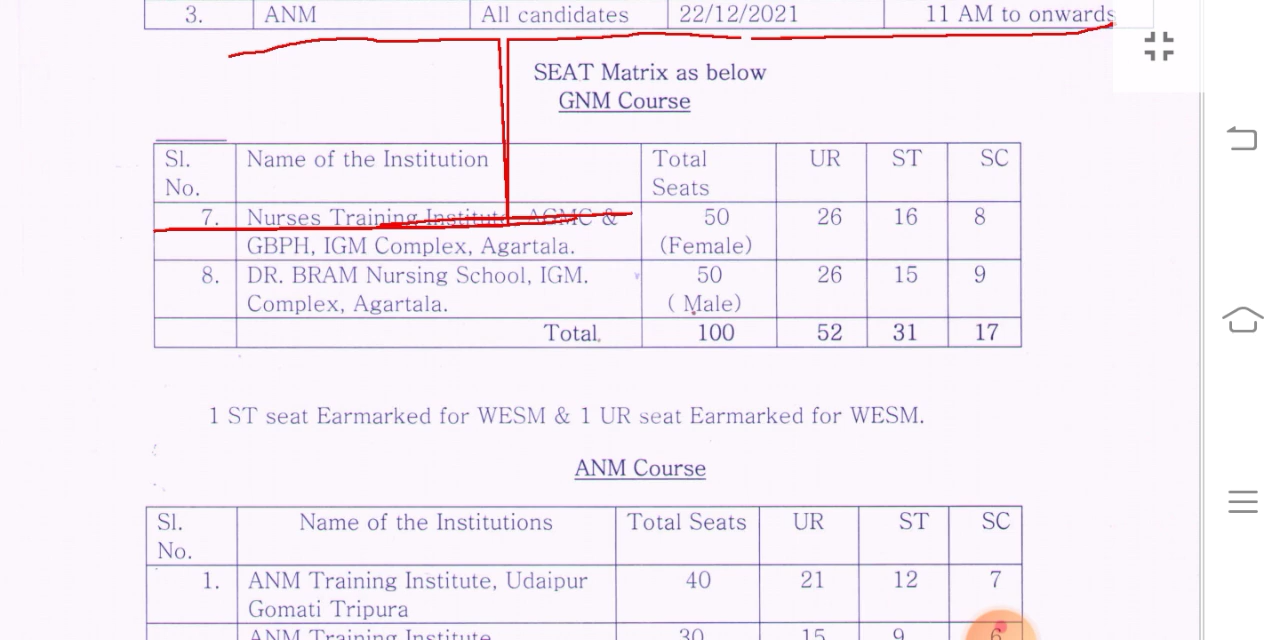 3. ANM All candidates 22/12/2021 11 AM to onwards
SEAT Matrix as below
GNM Course
Sl. No. Name of the Institution Total Seats UR ST SC
7. Nurses Training Institute, AGMC & 50 26 16 8
GBPH, IGM Complex, Agartala. (Female)
8. DR. BRAM Nursing School, IGM. 50 26 15 9
Complex, Agartala. ( Male)
Total. 100 52 31 17
1 ST seat Earmarked for WESM & 1 UR seat Earmarked for WESM.
ANM Course
Sl. No. Name of the Institutions Total Seats UR ST SC
1. ANM Training Institute, Udaipur 40 21 12 7
Gomati Tripura
ANM Training Institute 30 15 9 6